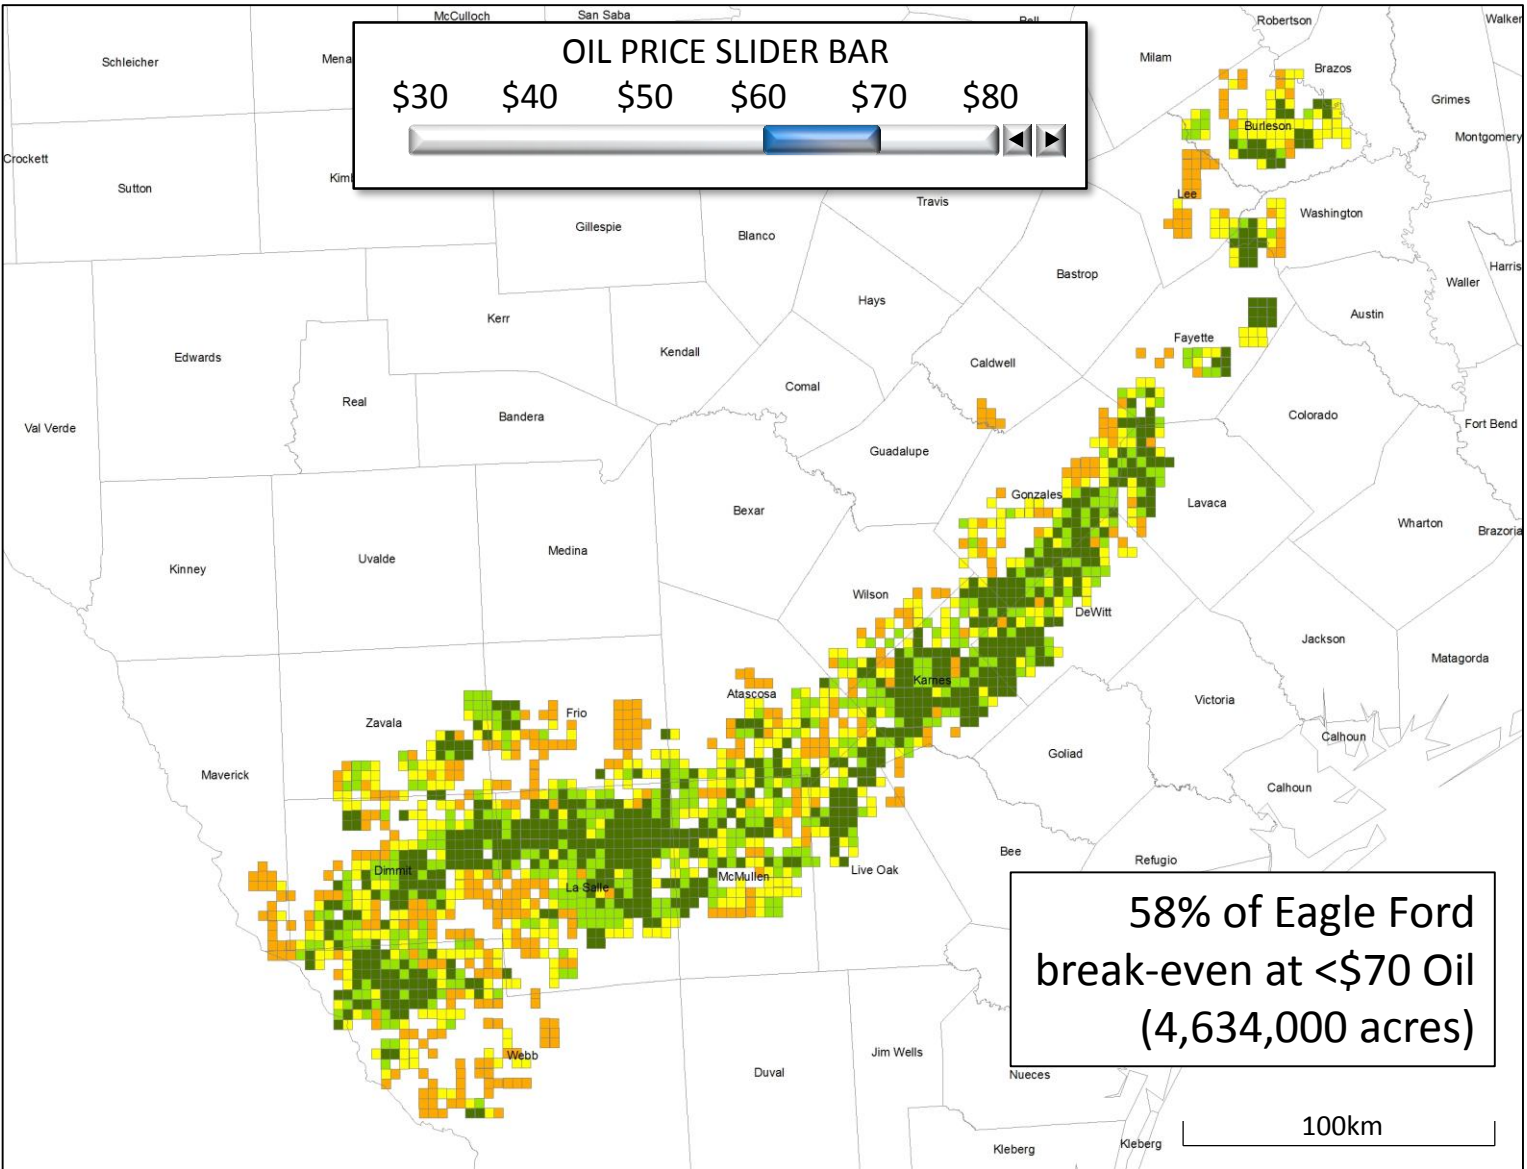 McCulloch
San Saba
Robertson
Walker
Schleicher
Mena
OIL PRICE SLIDER BAR
Milam
Brazos
$30 $40 $50 $60 $70 $80
Grimes
Burleson
Montgomery
Crockett
Sutton
Kimb
Lee
Travis
Washington
Gillespie
Blanco
Bastrop
Harris
Waller
Hays
Austin
Kerr
Fayette
Edwards
Kendall
Caldwell
Comal
Real
Bandera
Colorado
Val Verde
Fort Bend
Guadalupe
Gonzales
Lavaca
Bexar
Wharton
Brazoria
Medina
Uvalde
Kinney
Wilson
DeWitt
Jackson
Matagorda
Karnes
Atascosa
Victoria
Zavala
Frio
Calhoun
Goliad
Maverick
Calhoun
Bee
Refugio
Dimmit
Live Oak
McMullen
La Salle
58% of Eagle Ford
break-even at <$70 Oil
(4,634,000 acres)
Webb
Jim Wells
Duval
Nueces
100km
Kleberg
Kleberg